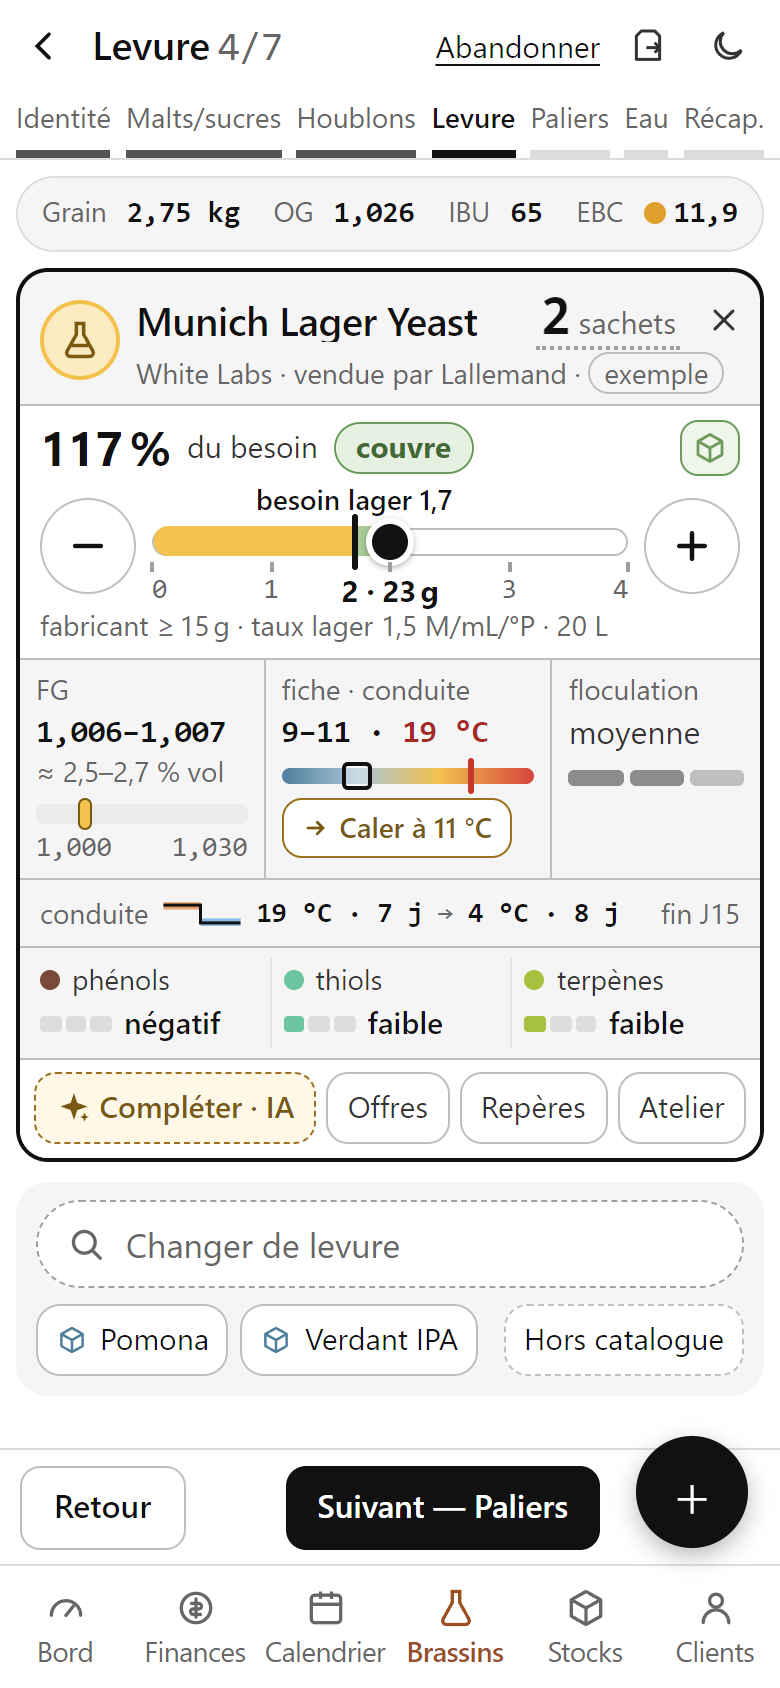 Levure 4/7 Abandonner
Identité Malts/sucres Houblons Levure Paliers Eau Récap.
Grain 2,75 kg OG 1,026 IBU 65 EBC 11,9
Munich Lager Yeast 2 sachets
White Labs · vendue par Lallemand · exemple
117 % du besoin couvre
besoin lager 1,7
0 1 2 · 23 g 3 4
fabricant ≥ 15 g · taux lager 1,5 M/mL/°P · 20 L
FG fiche · conduite floculation
1,006–1,007 9–11 · 19 °C moyenne
≈ 2,5–2,7 % vol
→ Caler à 11 °C
1,000 1,030
conduite 19 °C · 7 j → 4 °C · 8 j fin J15
phénols thiols terpènes
négatif faible faible
Compléter · IA Offres Repères Atelier
Changer de levure
Pomona Verdant IPA Hors catalogue
Retour Suivant — Paliers +
Bord Finances Calendrier Brassins Stocks Clients